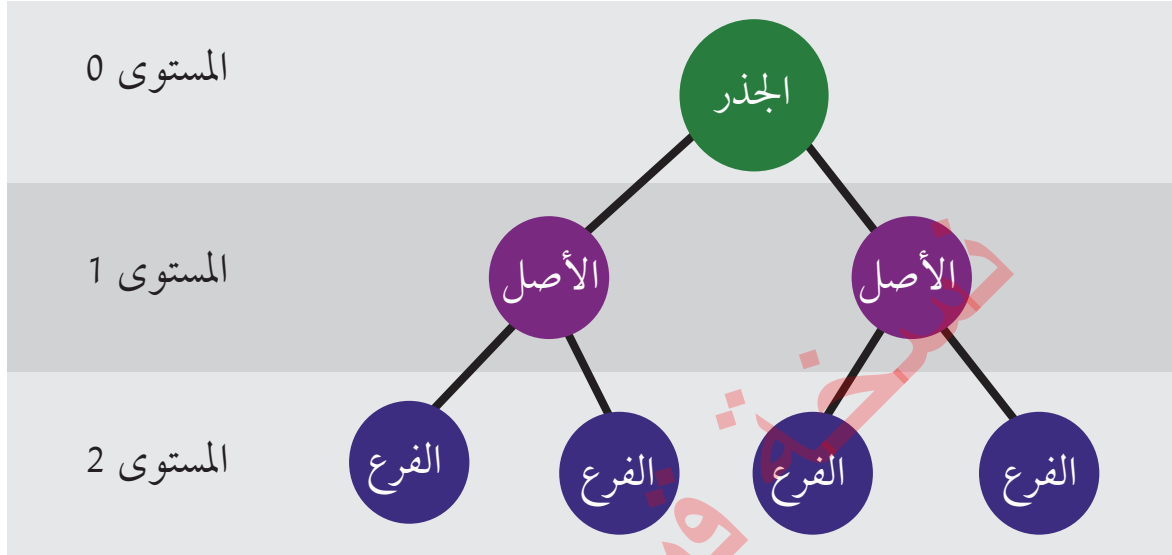 المستوى 0
الجذر
المستوى 1
الأصل
الأصل
المستوى 2
الفرع
الفرع
الفرع
الفرع